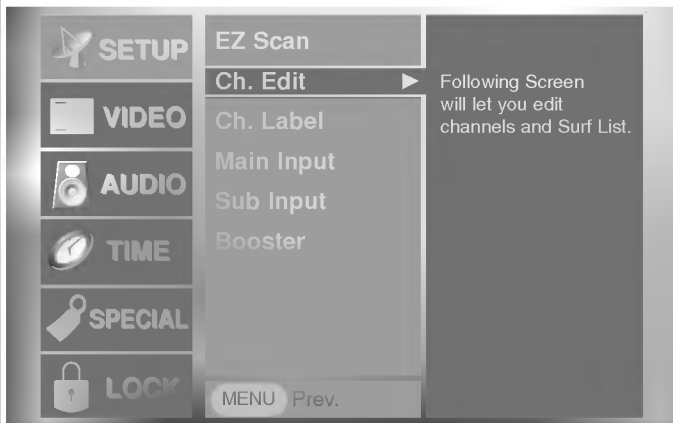 SETUP
VIDEO
AUDIO
TIME
SPECIAL
LOCK
EZ Scan
Ch. Edit
Ch. Label
Main Input
Sub Input
Booster
MENU Prev.
Following Screen
will let you edit
channels and Surf List.